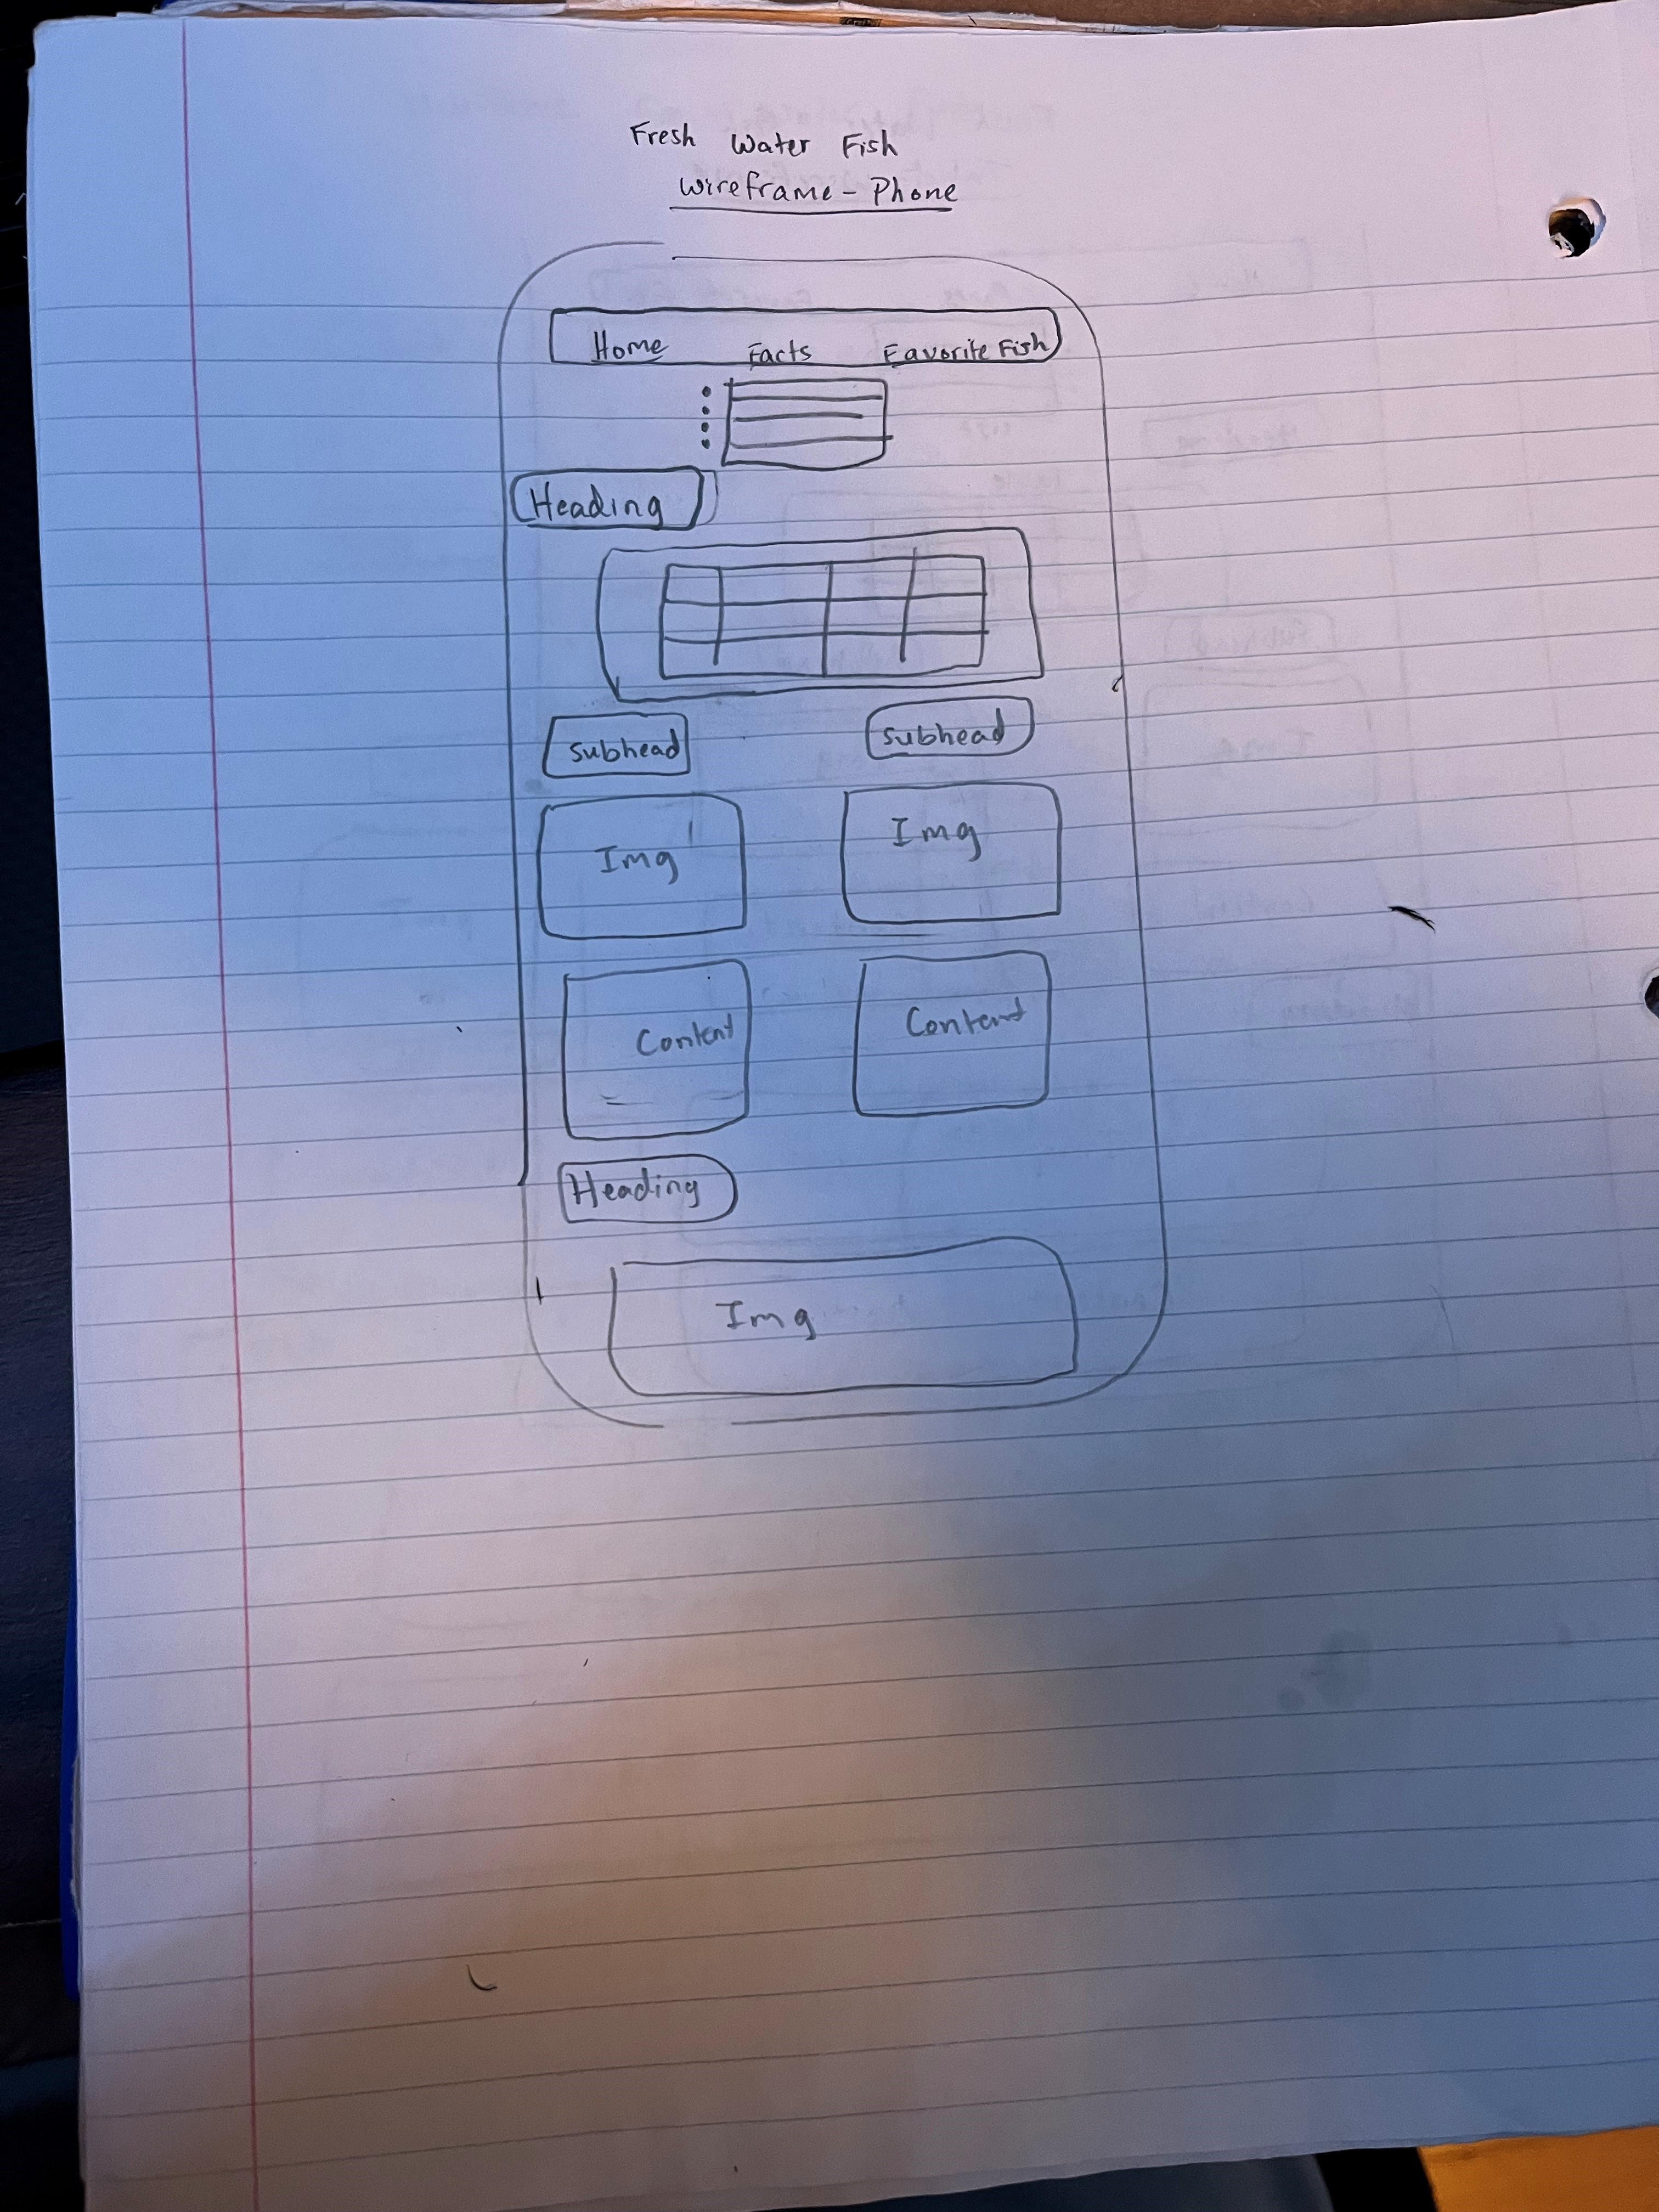 Fresh Water Fish
Wireframe - Phone
Home Facts Favorite Fish
Heading
Subhead Subhead
Img Img
Content Content
Heading
Img